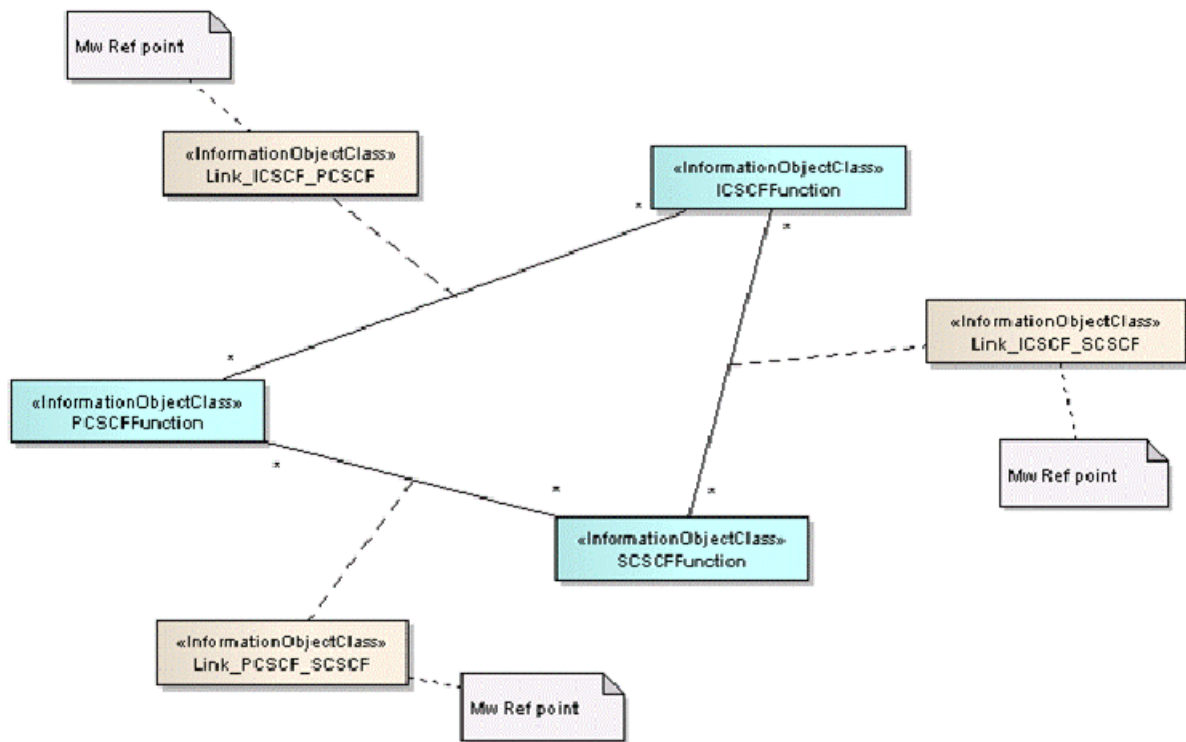 Mw Ref point
«InformationObjectClass»
Link_ICSCF_PCSCF
«InformationObjectClass»
ICSCFFunction
*
*
«InformationObjectClass»
Link_ICSCF_SCSCF
*
«InformationObjectClass»
PCSCFFunction
*
*
*
Mw Ref point
«InformationObjectClass»
SCSCFFunction
«InformationObjectClass»
Link_PCSCF_SCSCF
Mw Ref point